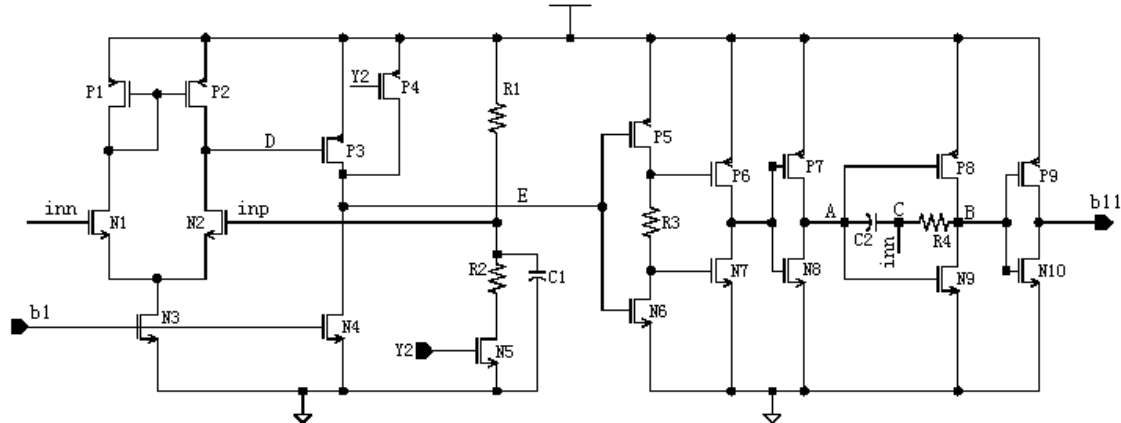 Y2
P1
P2
P4
R1
D
P3
P5
P6
P7
P8
P9
inn
inp
E
A
C
B
b11
N1
N2
R3
C2
R4
inn
R2
C1
N7
N8
N9
N10
b1
N3
N4
N6
Y2
N5